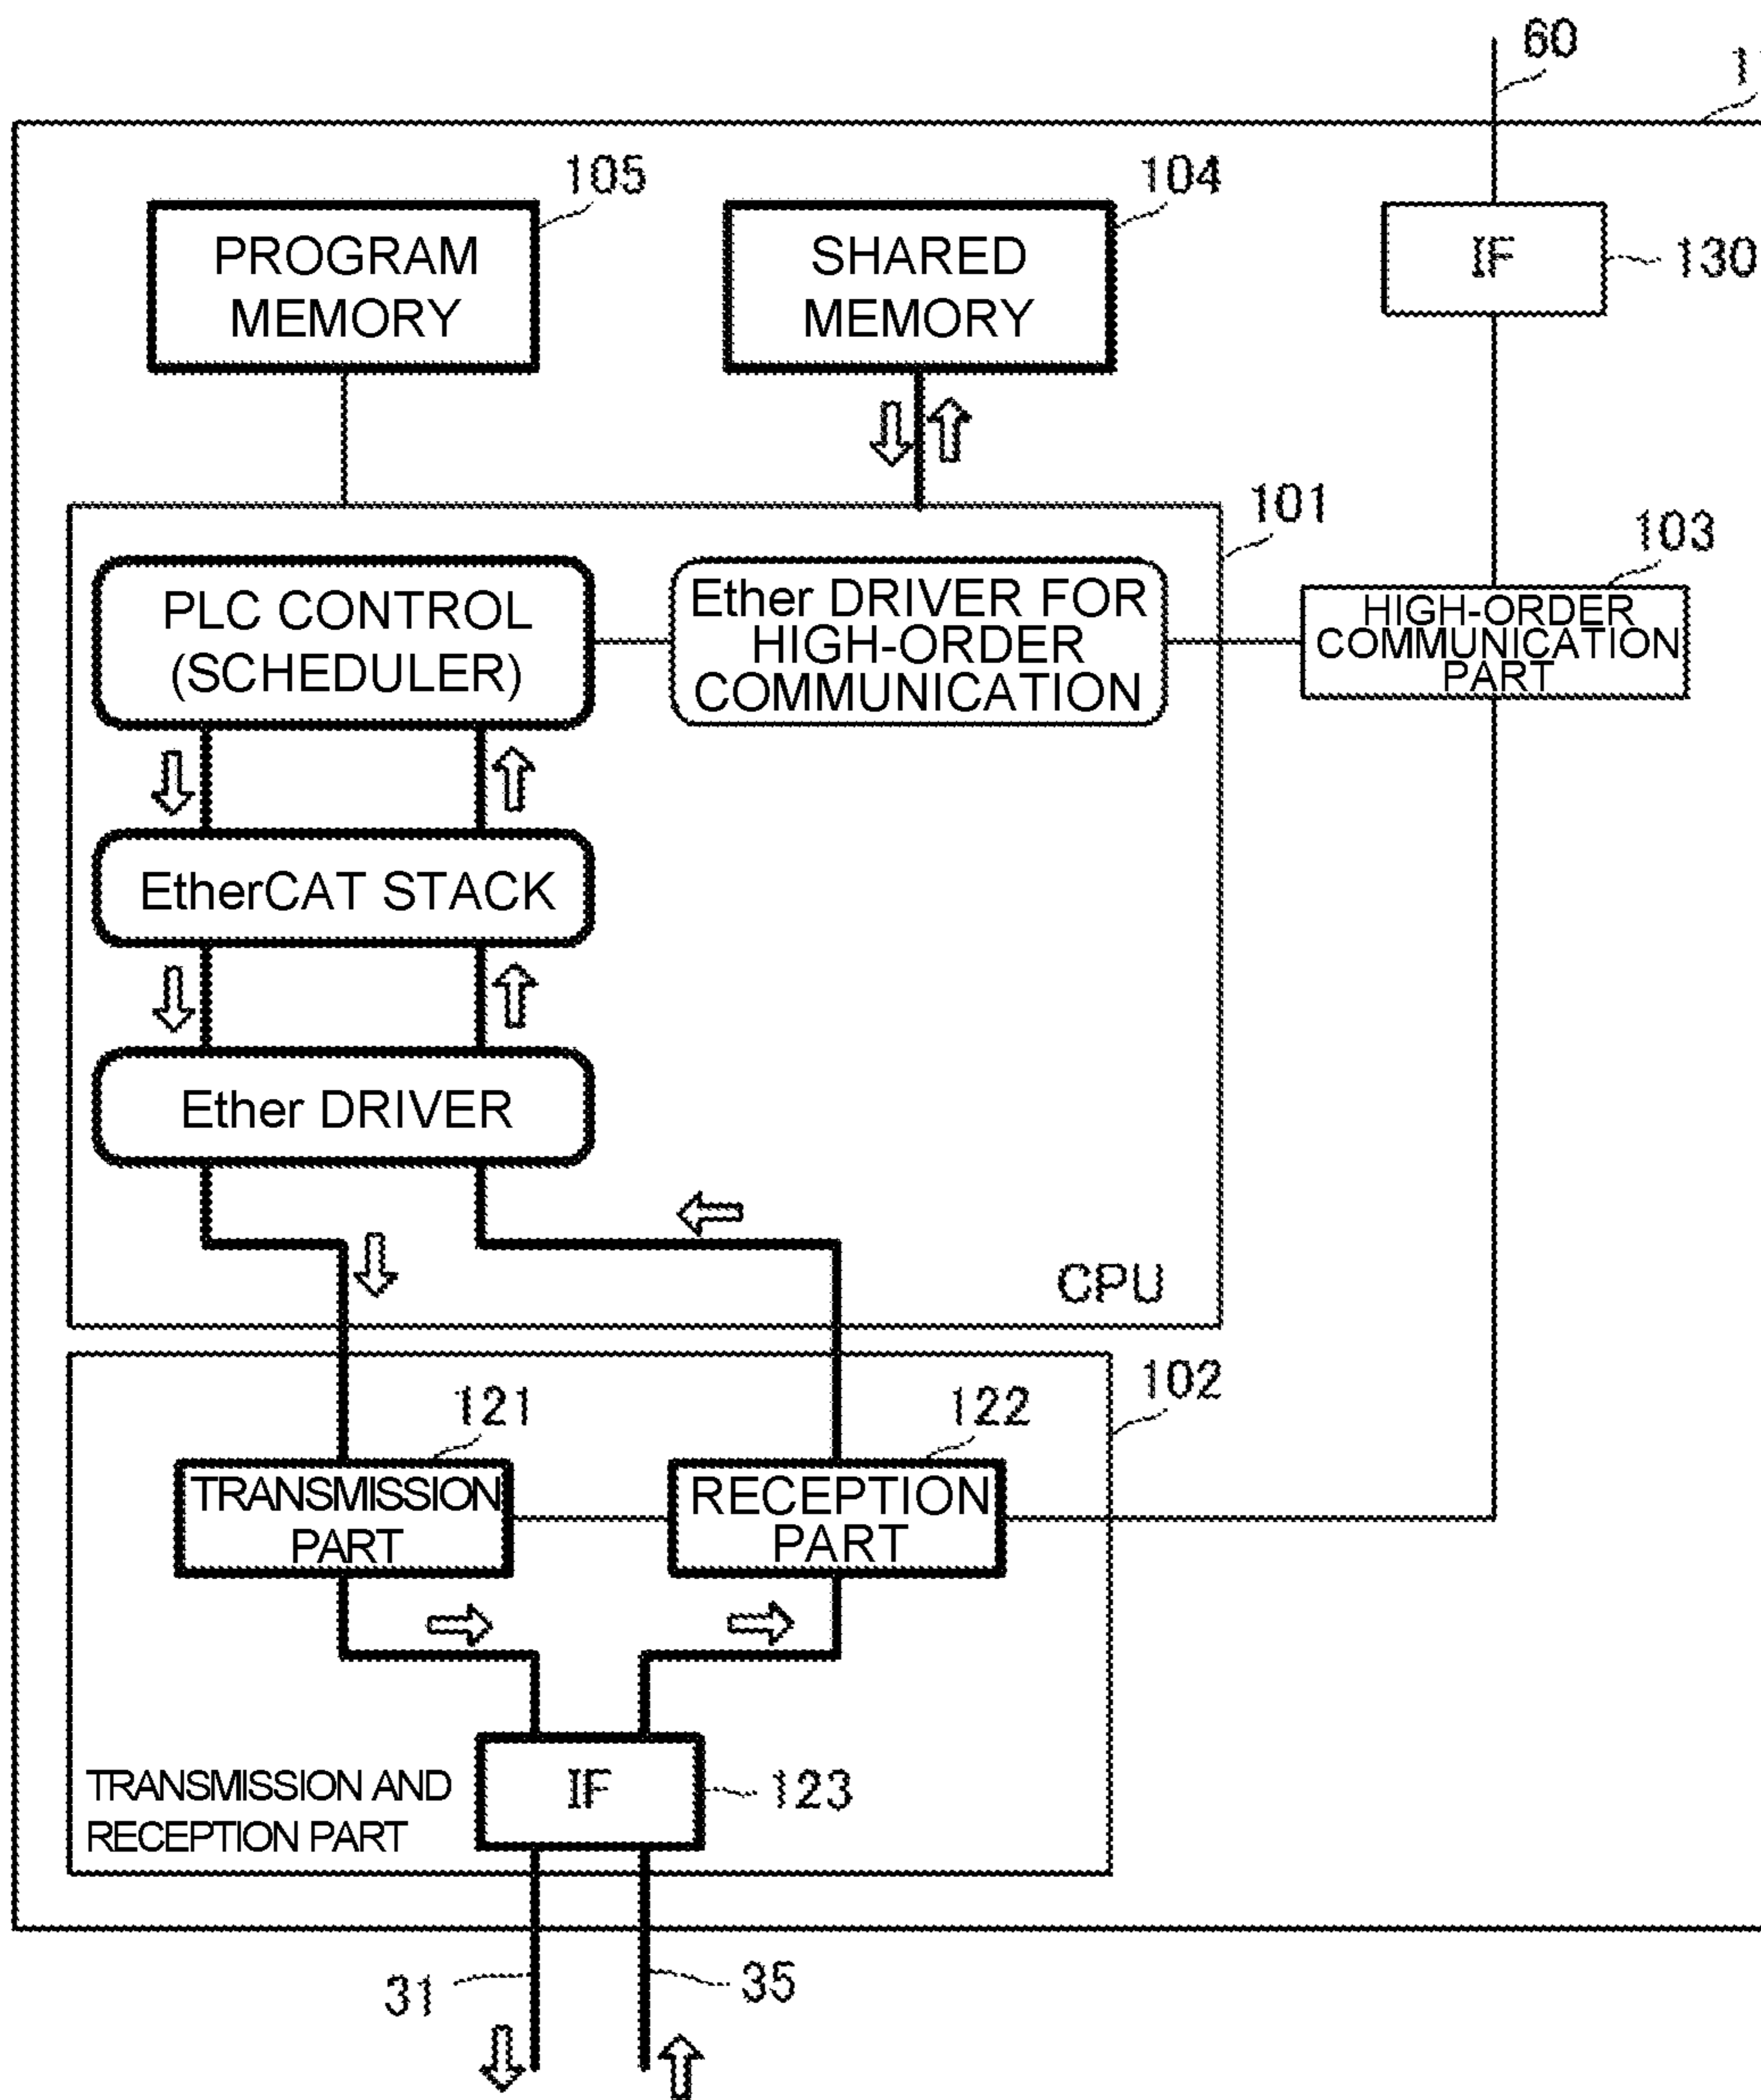 60
105
104
PROGRAM
MEMORY
SHARED
MEMORY
IF
130
101
103
PLC CONTROL
(SCHEDULER)
Ether DRIVER FOR
HIGH-ORDER
COMMUNICATION
HIGH-ORDER
COMMUNICATION
PART
EtherCAT STACK
Ether DRIVER
CPU
102
121
122
TRANSMISSION
PART
RECEPTION
PART
TRANSMISSION AND
RECEPTION PART
IF
123
31
35